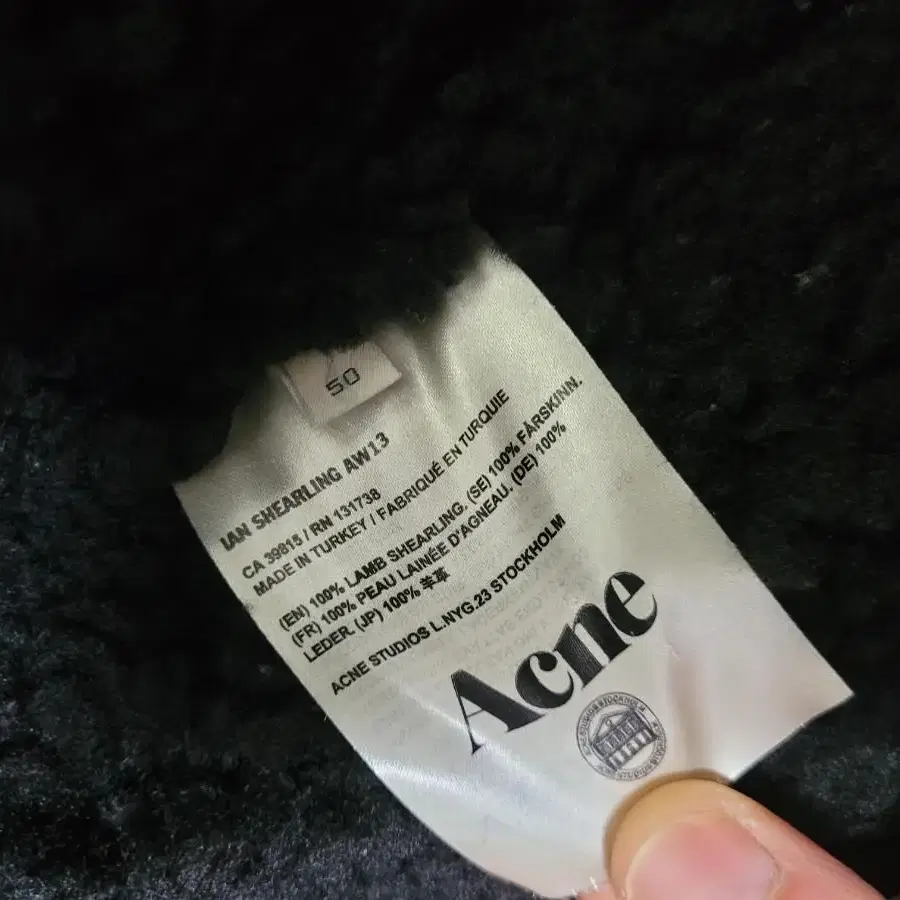 50
IAN SHEARLING AW13
CA 39815 / RN 131738
MADE IN TURKEY / FABRIQUÉ EN TURQUIE
(EN) 100% LAMB SHEARLING. (SE) 100% FÅRSKINN.
(FR) 100% PEAU LAINÉE D'AGNEAU. (DE) 100%
LEDER. (JP) 100% 羊革
ACNE STUDIOS L.NYG.23 STOCKHOLM
Acne